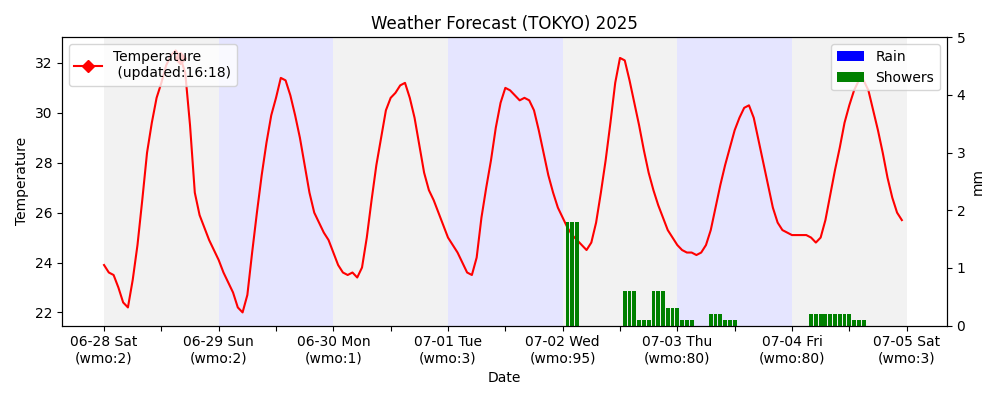 Weather Forecast (TOKYO) 2025
Temperature
(updated:16:18)
Rain
Showers
Temperature
32
30
28
26
24
22
5
4
3
2
1
0
mm
06-28 Sat
(wmo:2)
06-29 Sun
(wmo:2)
06-30 Mon
(wmo:1)
07-01 Tue
(wmo:3)
07-02 Wed
(wmo:95)
07-03 Thu
(wmo:80)
07-04 Fri
(wmo:80)
07-05 Sat
(wmo:3)
Date